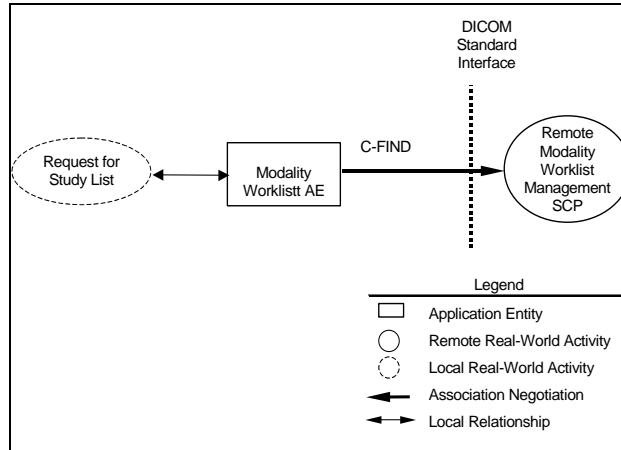 DICOM
Standard
Interface
Request for
Study List
Modality
Worklistt AE
C-FIND
Remote
Modality
Worklist
Management
SCP
Legend
Application Entity
Remote Real-World Activity
Local Real-World Activity
Association Negotiation
Local Relationship